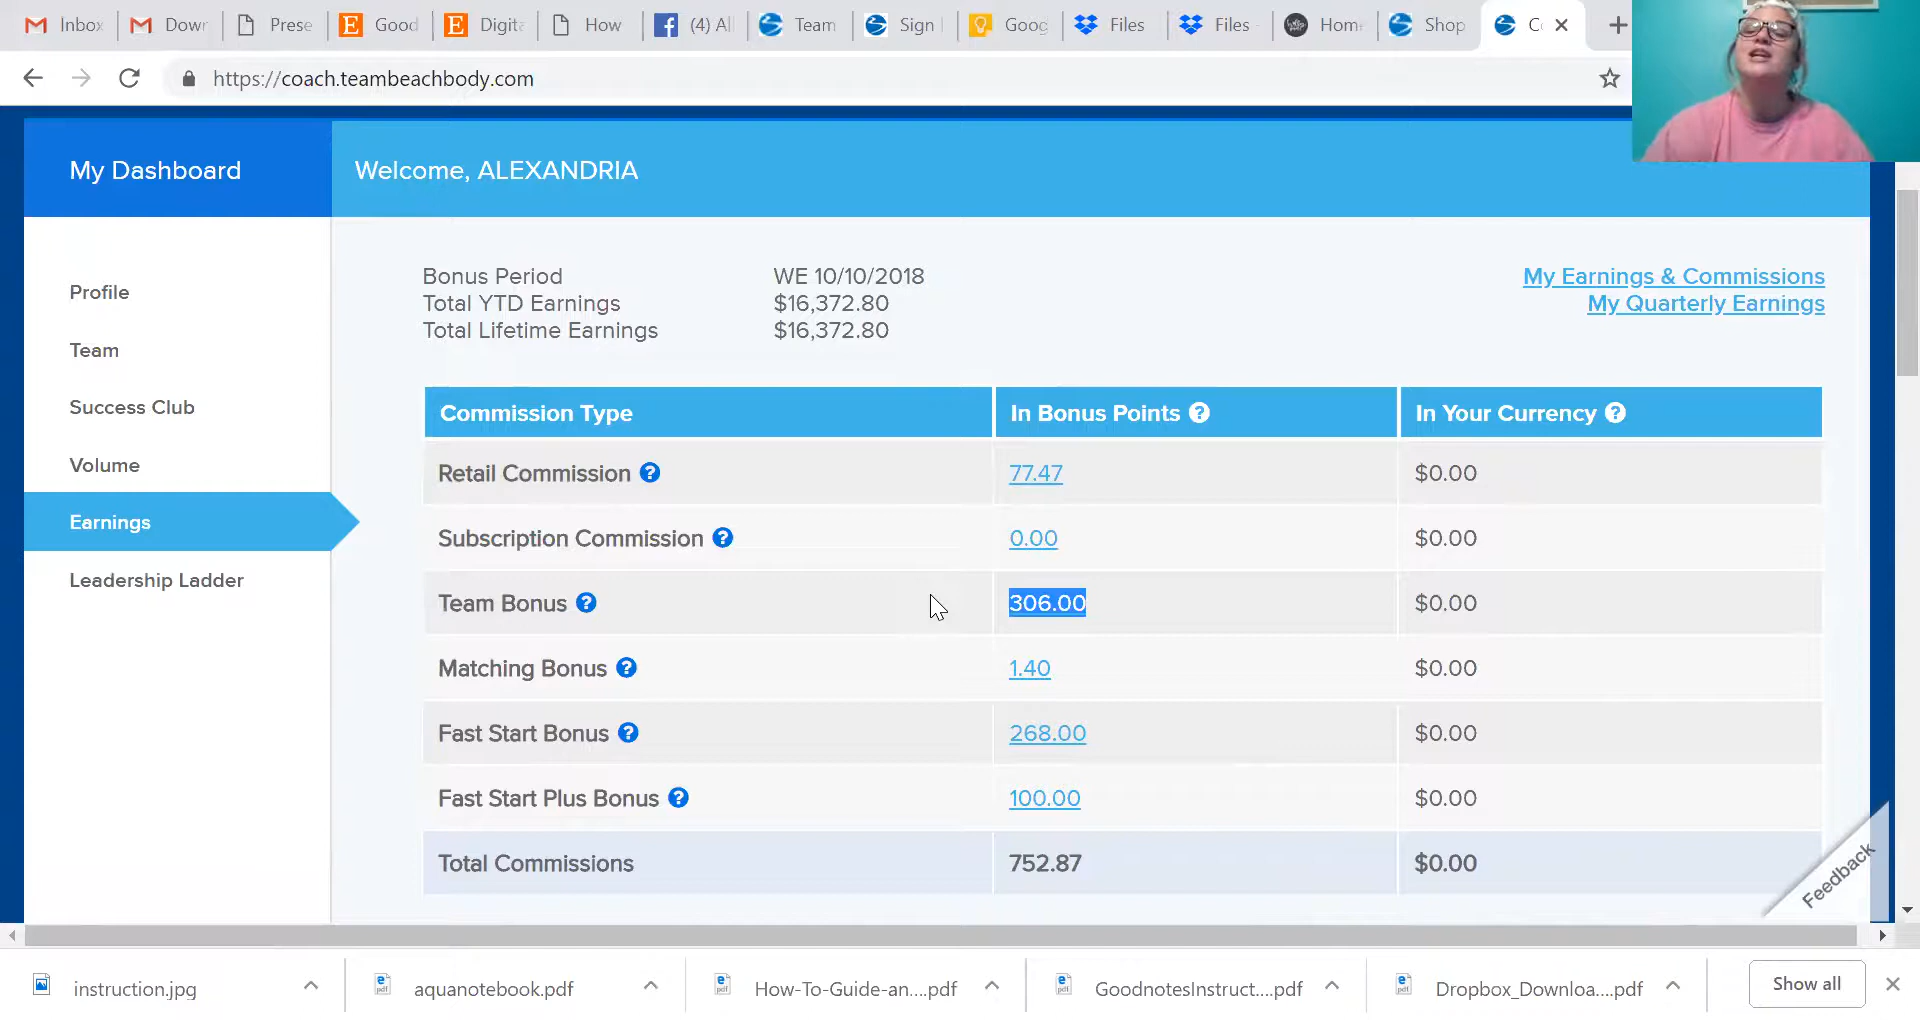 Inbo
Down
Prese
Good
Digita
How
(4) Al
Team
Sign
Goog
Files
Files
Hom
Shop
C
https://coach.teambeachbody.com
My Dashboard
Welcome, ALEXANDRIA
Profile
Team
Success Club
Volume
Earnings
Leadership Ladder
Bonus Period WE 10/10/2018
Total YTD Earnings $16,372.80
Total Lifetime Earnings $16,372.80
My Earnings & Commissions
My Quarterly Earnings
Commission Type In Bonus Points ? In Your Currency ?
Retail Commission ? 77.47 $0.00
Subscription Commission ? 0.00 $0.00
Team Bonus ? 306.00 $0.00
Matching Bonus ? 1.40 $0.00
Fast Start Bonus ? 268.00 $0.00
Fast Start Plus Bonus ? 100.00 $0.00
Total Commissions 752.87 $0.00
Feedback
instruction.jpg
aquanotebook.pdf
How-To-Guide-an....pdf
GoodnotesInstruct....pdf
Dropbox_Downloa....pdf
Show all